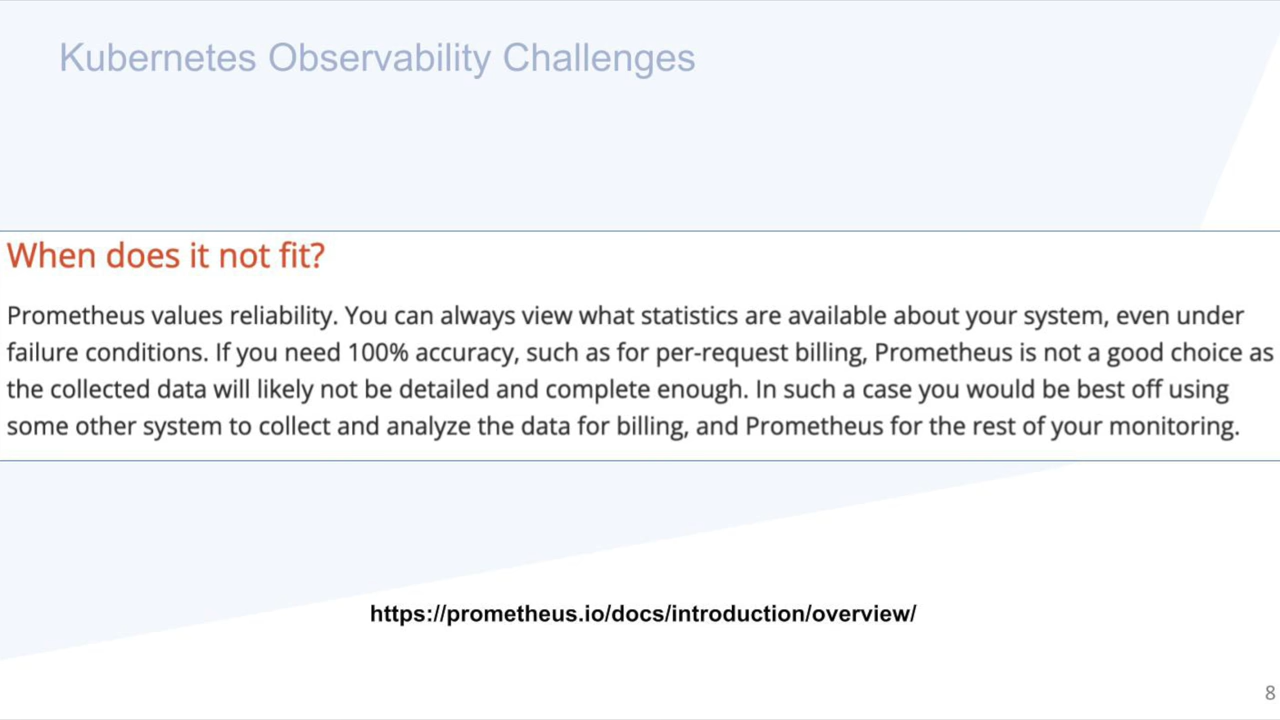 Kubernetes Observability Challenges
When does it not fit?
Prometheus values reliability. You can always view what statistics are available about your system, even under
failure conditions. If you need 100% accuracy, such as for per-request billing, Prometheus is not a good choice as
the collected data will likely not be detailed and complete enough. In such a case you would be best off using
some other system to collect and analyze the data for billing, and Prometheus for the rest of your monitoring.
https://prometheus.io/docs/introduction/overview/
8